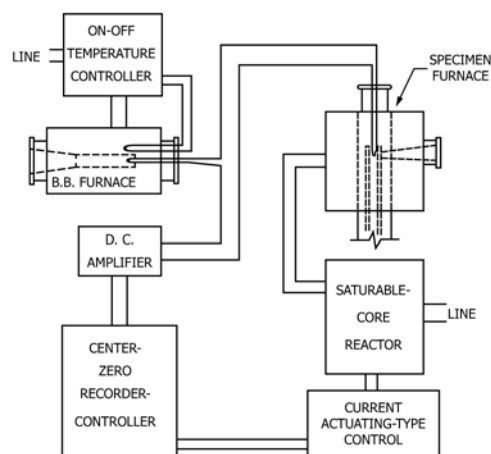 ON-OFF
TEMPERATURE
CONTROLLER
LINE
SPECIMEN
FURNACE
B.B. FURNACE
D. C.
AMPLIFIER
SATURABLE-
CORE
REACTOR
LINE
CENTER-
ZERO
RECORDER-
CONTROLLER
CURRENT
ACTUATING-TYPE
CONTROL